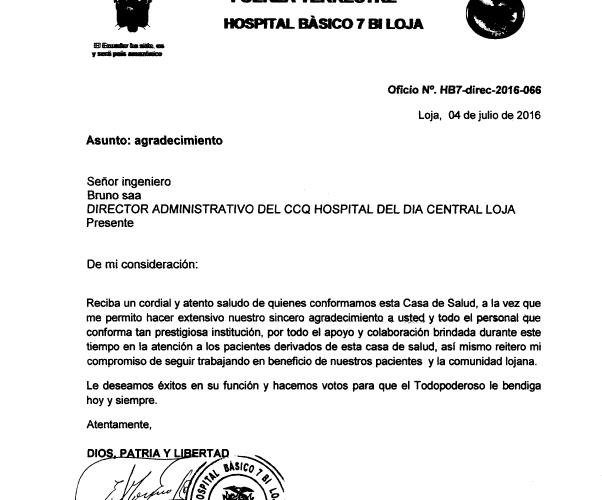 FUERZA TERRESTRE
HOSPITAL BÀSICO 7 BI LOJA
El Ecuador ha sido, es
y será país amazónico
Oficio Nº. HB7-direc-2016-066
Loja, 04 de julio de 2016
Asunto: agradecimiento
Señor ingeniero
Bruno saa
DIRECTOR ADMINISTRATIVO DEL CCQ HOSPITAL DEL DIA CENTRAL LOJA
Presente
De mi consideración:
Reciba un cordial y atento saludo de quienes conformamos esta Casa de Salud, a la vez que
me permito hacer extensivo nuestro sincero agradecimiento a usted y todo el personal que
conforma tan prestigiosa institución, por todo el apoyo y colaboración brindada durante este
tiempo en la atención a los pacientes derivados de esta casa de salud, así mismo reitero mi
compromiso de seguir trabajando en beneficio de nuestros pacientes y la comunidad lojana.
Le deseamos éxitos en su función y hacemos votos para que el Todopoderoso le bendiga
hoy y siempre.
Atentamente,
DIOS, PATRIA Y LIBERTAD
HOSPITAL BÁSICO 7 BI LO